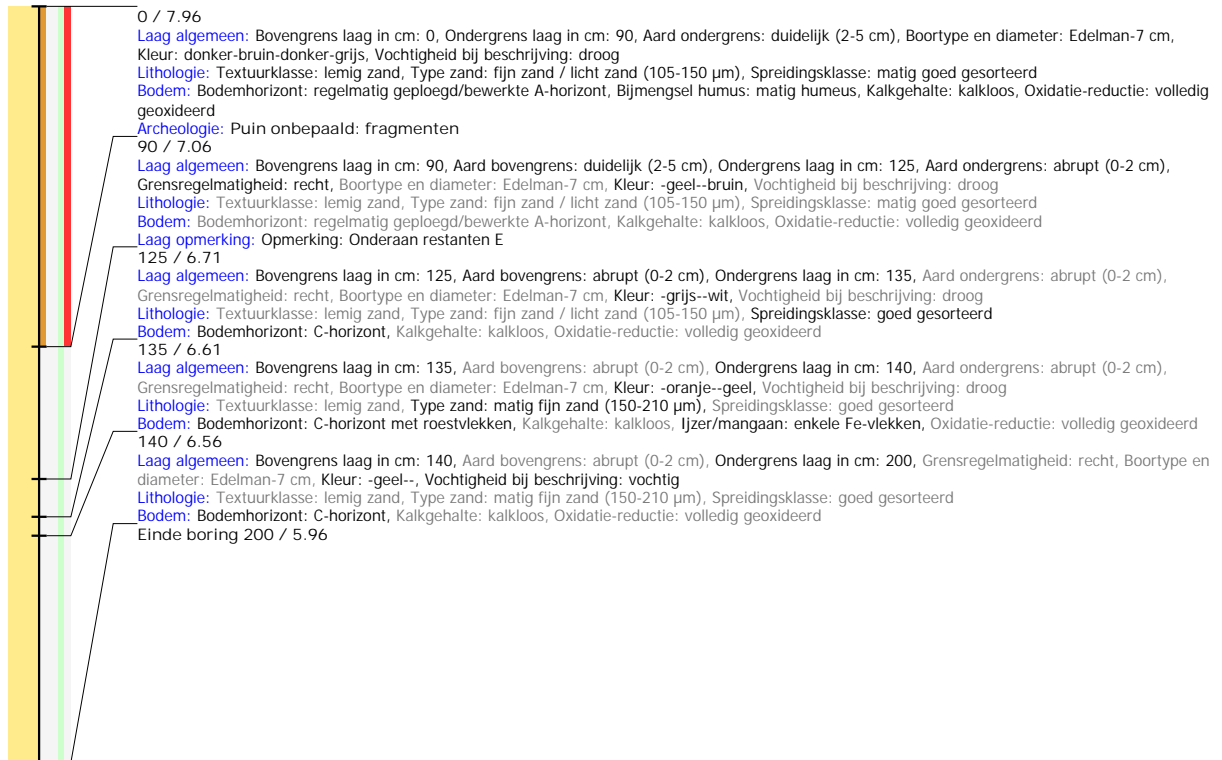 0 / 7.96
Laag algemeen: Bovengrens laag in cm: 0, Ondergrens laag in cm: 90, Aard ondergrens: duidelijk (2-5 cm), Boortype en diameter: Edelman-7 cm,
Kleur: donker-bruin-donker-grijs, Vochtigheid bij beschrijving: droog
Lithologie: Textuurklasse: lemig zand, Type zand: fijn zand / licht zand (105-150 µm), Spreidingsklasse: matig goed gesorteerd
Bodem: Bodemhorizont: regelmatig geploegd/bewerkte A-horizont, Bijmengsel humus: matig humeus, Kalkgehalte: kalkloos, Oxidatie-reductie: volledig
geoxideerd
Archeologie: Puin onbepaald: fragmenten
90 / 7.06
Laag algemeen: Bovengrens laag in cm: 90, Aard bovengrens: duidelijk (2-5 cm), Ondergrens laag in cm: 125, Aard ondergrens: abrupt (0-2 cm),
Grensregelmatigheid: recht, Boortype en diameter: Edelman-7 cm, Kleur: -geel--bruin, Vochtigheid bij beschrijving: droog
Lithologie: Textuurklasse: lemig zand, Type zand: fijn zand / licht zand (105-150 µm), Spreidingsklasse: matig goed gesorteerd
Bodem: Bodemhorizont: regelmatig geploegd/bewerkte A-horizont, Kalkgehalte: kalkloos, Oxidatie-reductie: volledig geoxideerd
Laag opmerking: Opmerking: Onderaan restanten E
125 / 6.71
Laag algemeen: Bovengrens laag in cm: 125, Aard bovengrens: abrupt (0-2 cm), Ondergrens laag in cm: 135, Aard ondergrens: abrupt (0-2 cm),
Grensregelmatigheid: recht, Boortype en diameter: Edelman-7 cm, Kleur: -grijs--wit, Vochtigheid bij beschrijving: droog
Lithologie: Textuurklasse: lemig zand, Type zand: fijn zand / licht zand (105-150 µm), Spreidingsklasse: goed gesorteerd
Bodem: Bodemhorizont: C-horizont, Kalkgehalte: kalkloos, Oxidatie-reductie: volledig geoxideerd
135 / 6.61
Laag algemeen: Bovengrens laag in cm: 135, Aard bovengrens: abrupt (0-2 cm), Ondergrens laag in cm: 140, Aard ondergrens: abrupt (0-2 cm),
Grensregelmatigheid: recht, Boortype en diameter: Edelman-7 cm, Kleur: -oranje--geel, Vochtigheid bij beschrijving: droog
Lithologie: Textuurklasse: lemig zand, Type zand: matig fijn zand (150-210 µm), Spreidingsklasse: goed gesorteerd
Bodem: Bodemhorizont: C-horizont met roestvlekken, Kalkgehalte: kalkloos, Ijzer/mangaan: enkele Fe-vlekken, Oxidatie-reductie: volledig geoxideerd
140 / 6.56
Laag algemeen: Bovengrens laag in cm: 140, Aard bovengrens: abrupt (0-2 cm), Ondergrens laag in cm: 200, Grensregelmatigheid: recht, Boortype en
diameter: Edelman-7 cm, Kleur: -geel--, Vochtigheid bij beschrijving: vochtig
Lithologie: Textuurklasse: lemig zand, Type zand: matig fijn zand (150-210 µm), Spreidingsklasse: goed gesorteerd
Bodem: Bodemhorizont: C-horizont, Kalkgehalte: kalkloos, Oxidatie-reductie: volledig geoxideerd
Einde boring 200 / 5.96